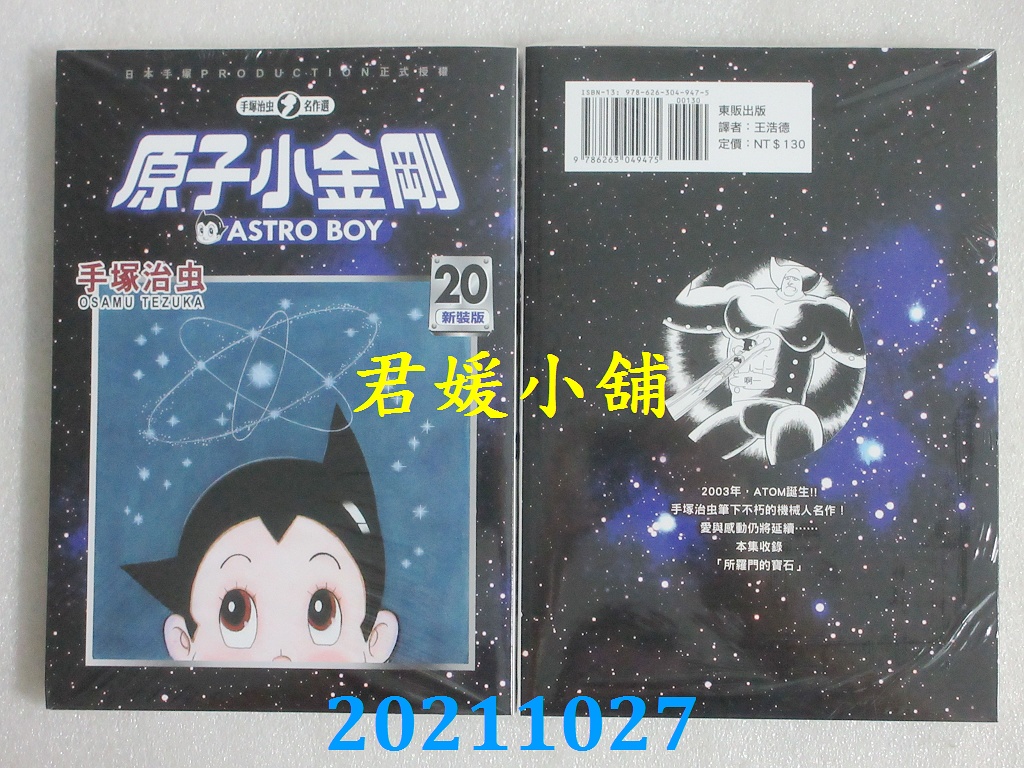 日本手塚PRODUCTION正式授權
手塚治虫 名作選
原子小金剛
ASTRO BOY
手塚治虫
OSAMU TEZUKA
20
新裝版
ISBN-13: 978-626-304-947-5
00130
9 786263 049475
東販出版
譯者：王浩德
定價：NT＄130
啊
2003年，ATOM誕生!!
手塚治虫筆下不朽的機械人名作！
愛與感動仍將延續……
本集收錄
「所羅門的寶石」
君媛小舖
20211027